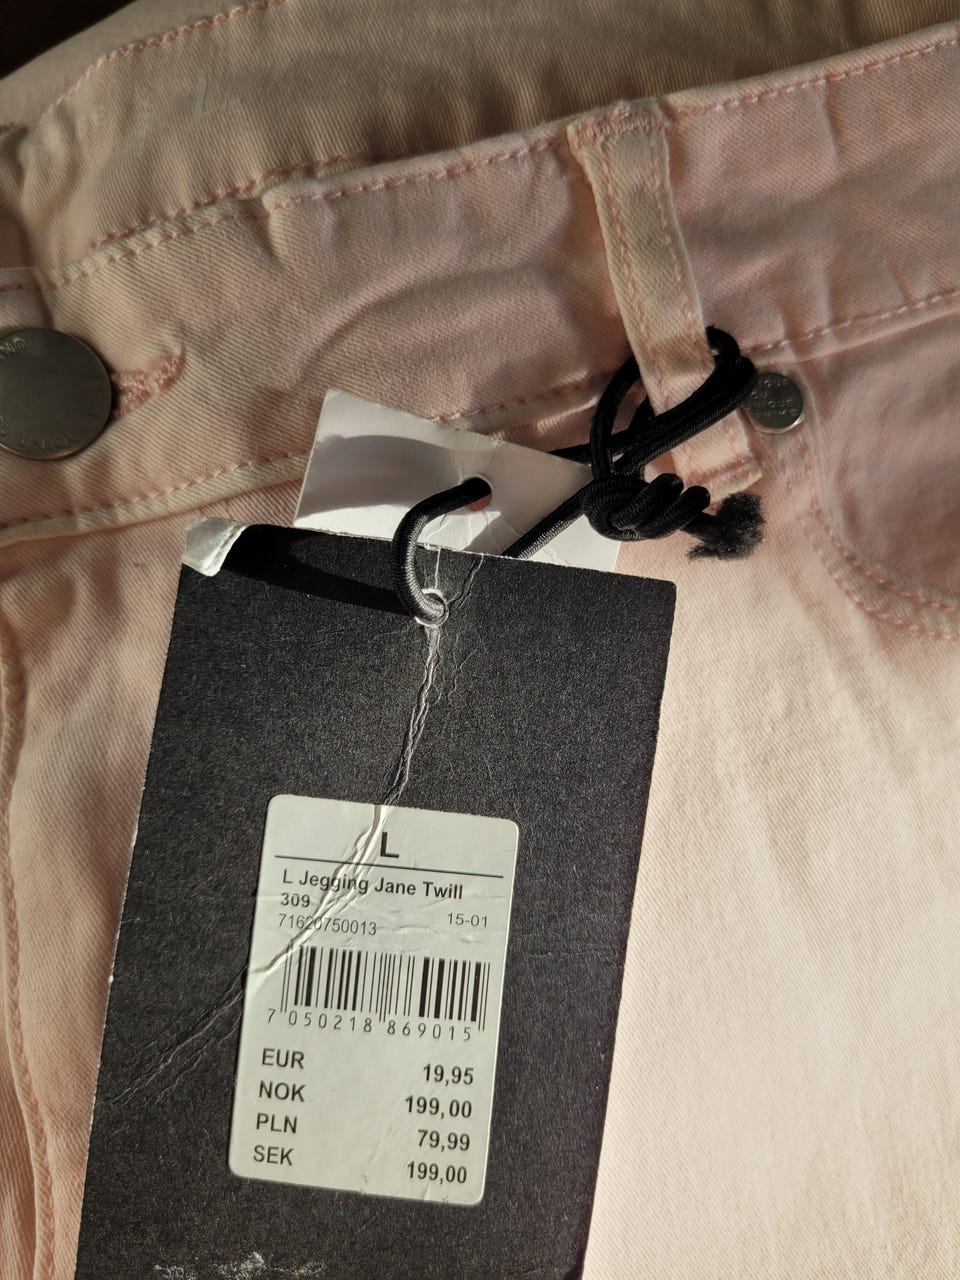 L
L Jegging Jane Twill
309
71620750013 15-01
7 050218 869015
EUR 19,95
NOK 199,00
PLN 79,99
SEK 199,00